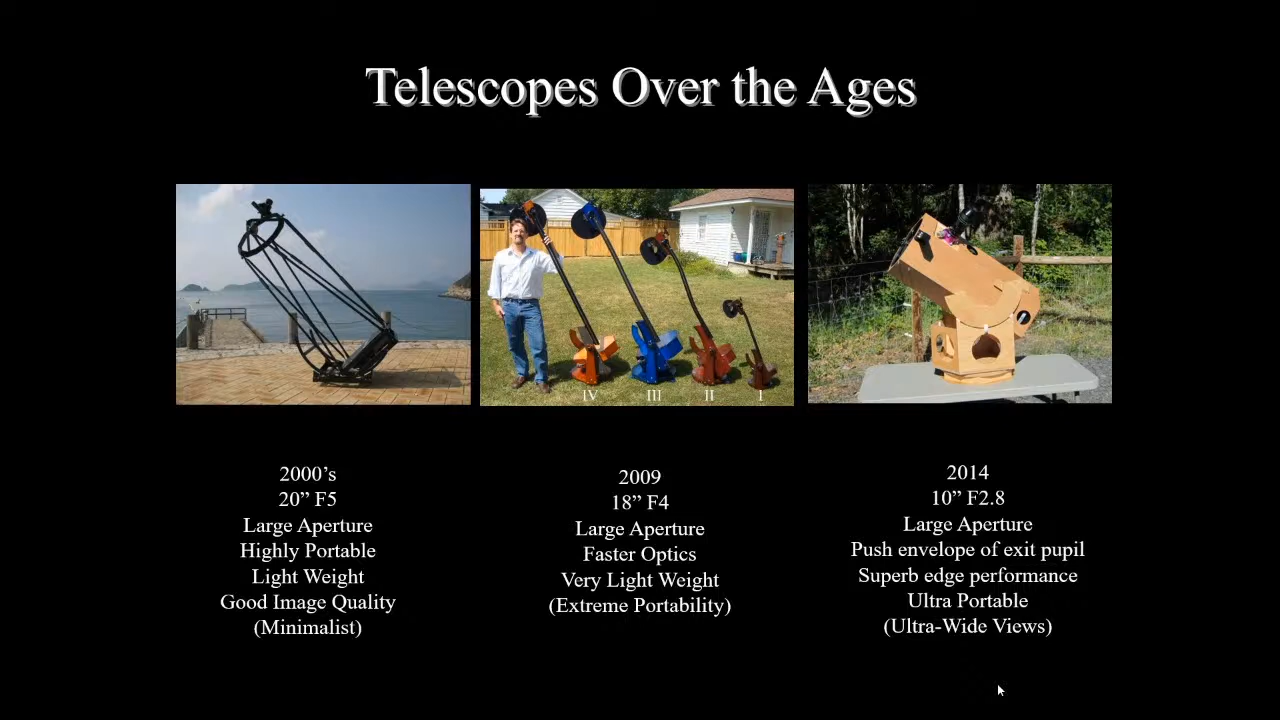 Telescopes Over the Ages
IV III II I
2000’s
20” F5
Large Aperture
Highly Portable
Light Weight
Good Image Quality
(Minimalist)
2009
18” F4
Large Aperture
Faster Optics
Very Light Weight
(Extreme Portability)
2014
10” F2.8
Large Aperture
Push envelope of exit pupil
Superb edge performance
Ultra Portable
(Ultra-Wide Views)